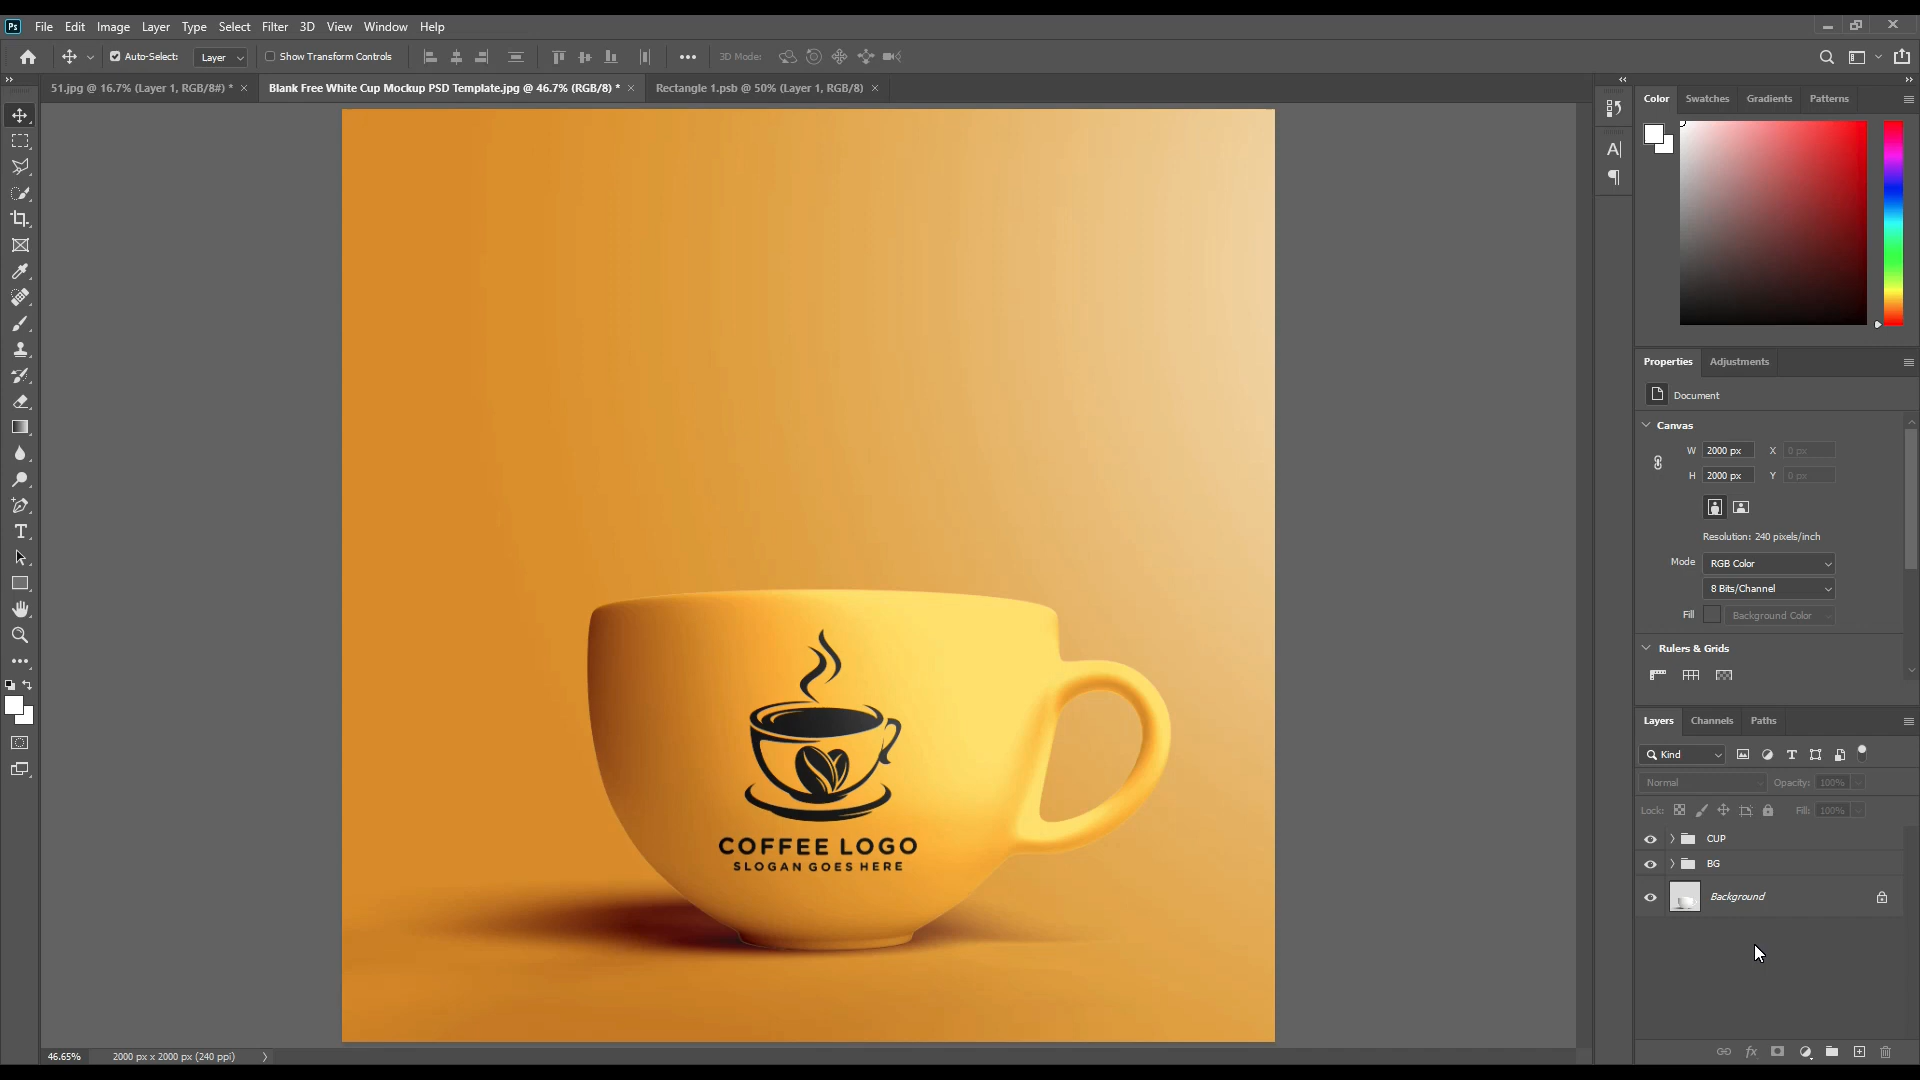 Ps File Edit Image Layer Type Select Filter 3D View Window Help
Auto-Select: Layer Show Transform Controls 3D Mode:
51.jpg @ 16.7% (Layer 1, RGB/8#) * × Blank Free White Cup Mockup PSD Template.jpg @ 46.7% (RGB/8) * × Rectangle 1.psb @ 50% (Layer 1, RGB/8) ×
Color Swatches Gradients Patterns
Properties Adjustments
Document
Canvas
W 2000 px X 0 px
H 2000 px Y 0 px
Resolution: 240 pixels/inch
Mode RGB Color
8 Bits/Channel
Fill Background Color
Rulers & Grids
Layers Channels Paths
Kind
Normal Opacity: 100%
Lock: Fill: 100%
CUP
BG
Background
COFFEE LOGO
SLOGAN GOES HERE
46.65% 2000 px x 2000 px (240 ppi)